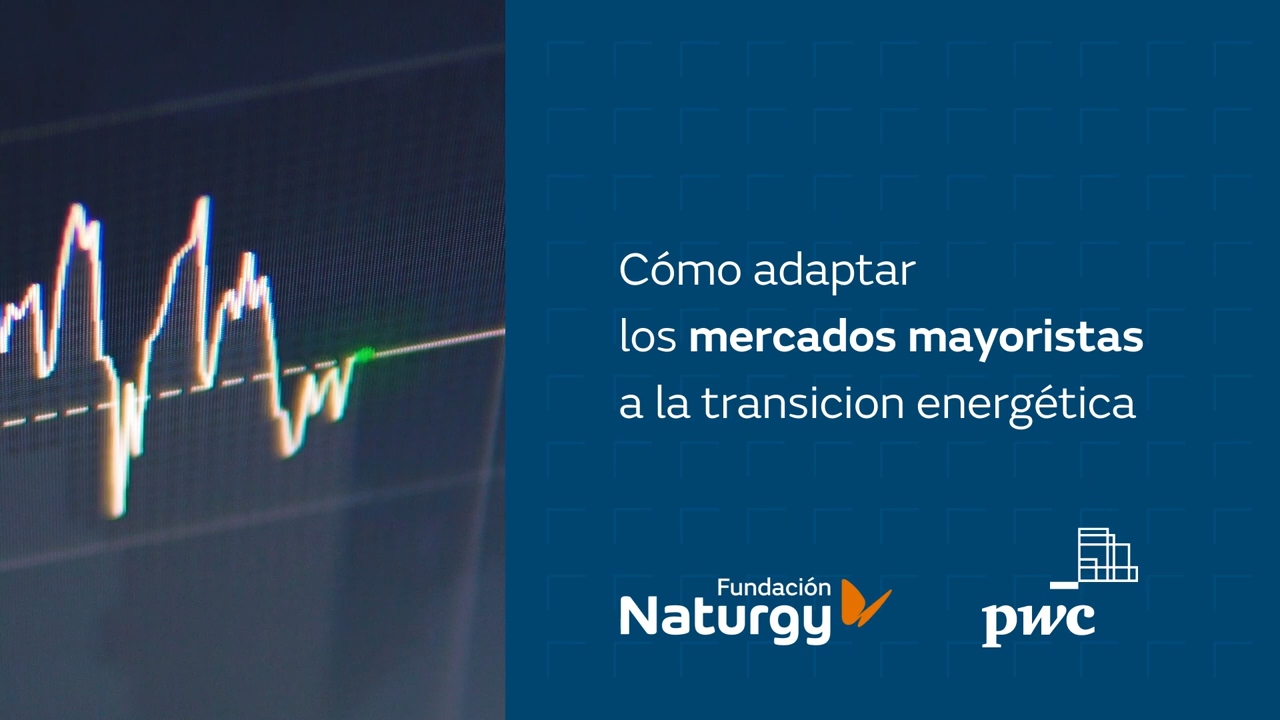 Cómo adaptar
los mercados mayoristas
a la transicion energética
Fundación
Naturgy
pwc